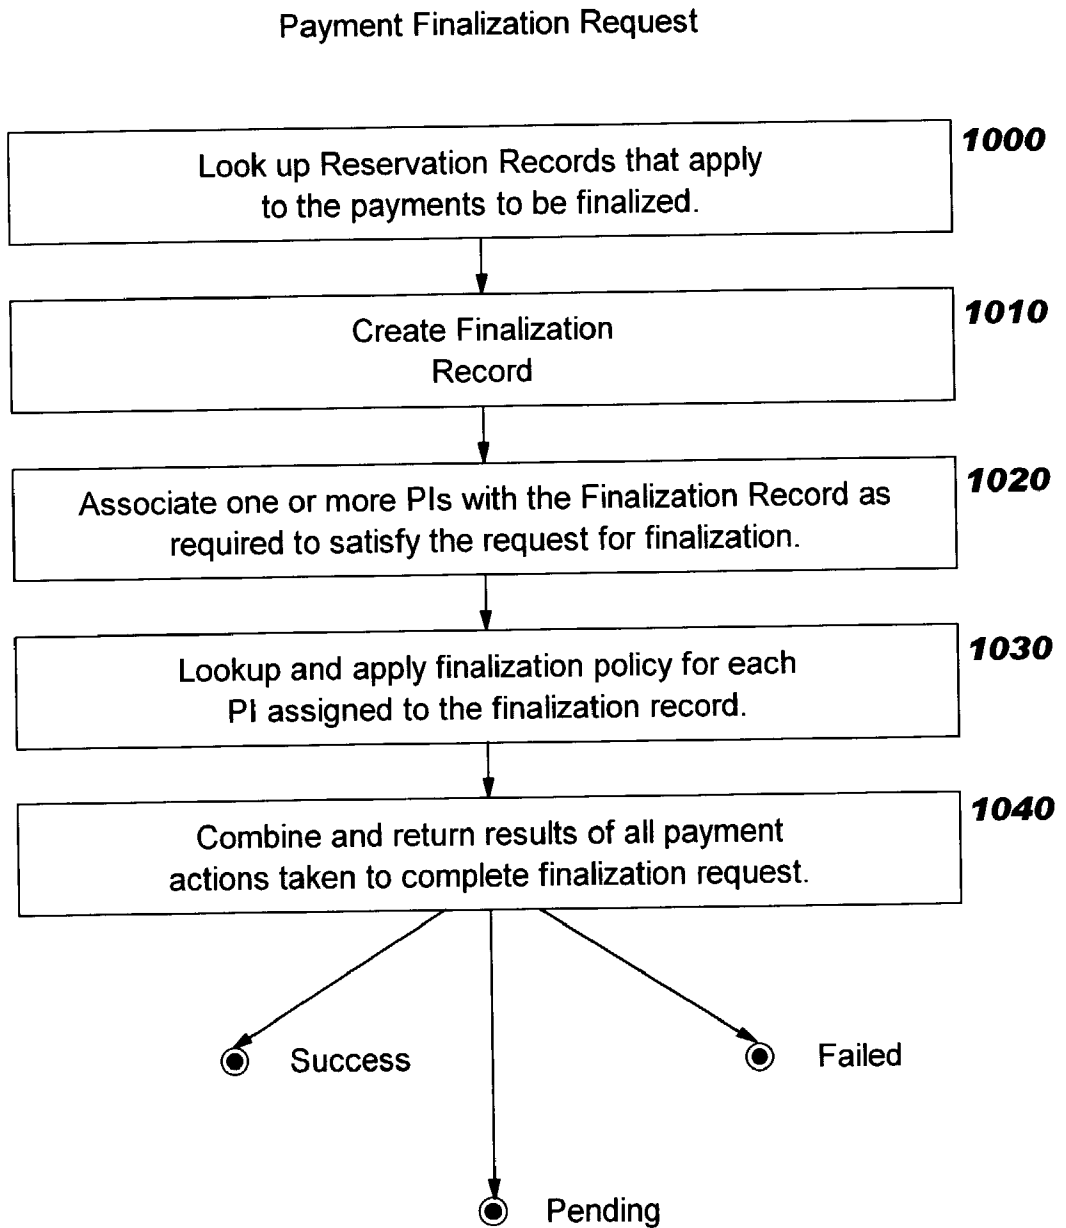 Payment Finalization Request
1000
Look up Reservation Records that apply
to the payments to be finalized.
1010
Create Finalization
Record
1020
Associate one or more PIs with the Finalization Record as
required to satisfy the request for finalization.
1030
Lookup and apply finalization policy for each
PI assigned to the finalization record.
1040
Combine and return results of all payment
actions taken to complete finalization request.
Success
Failed
Pending